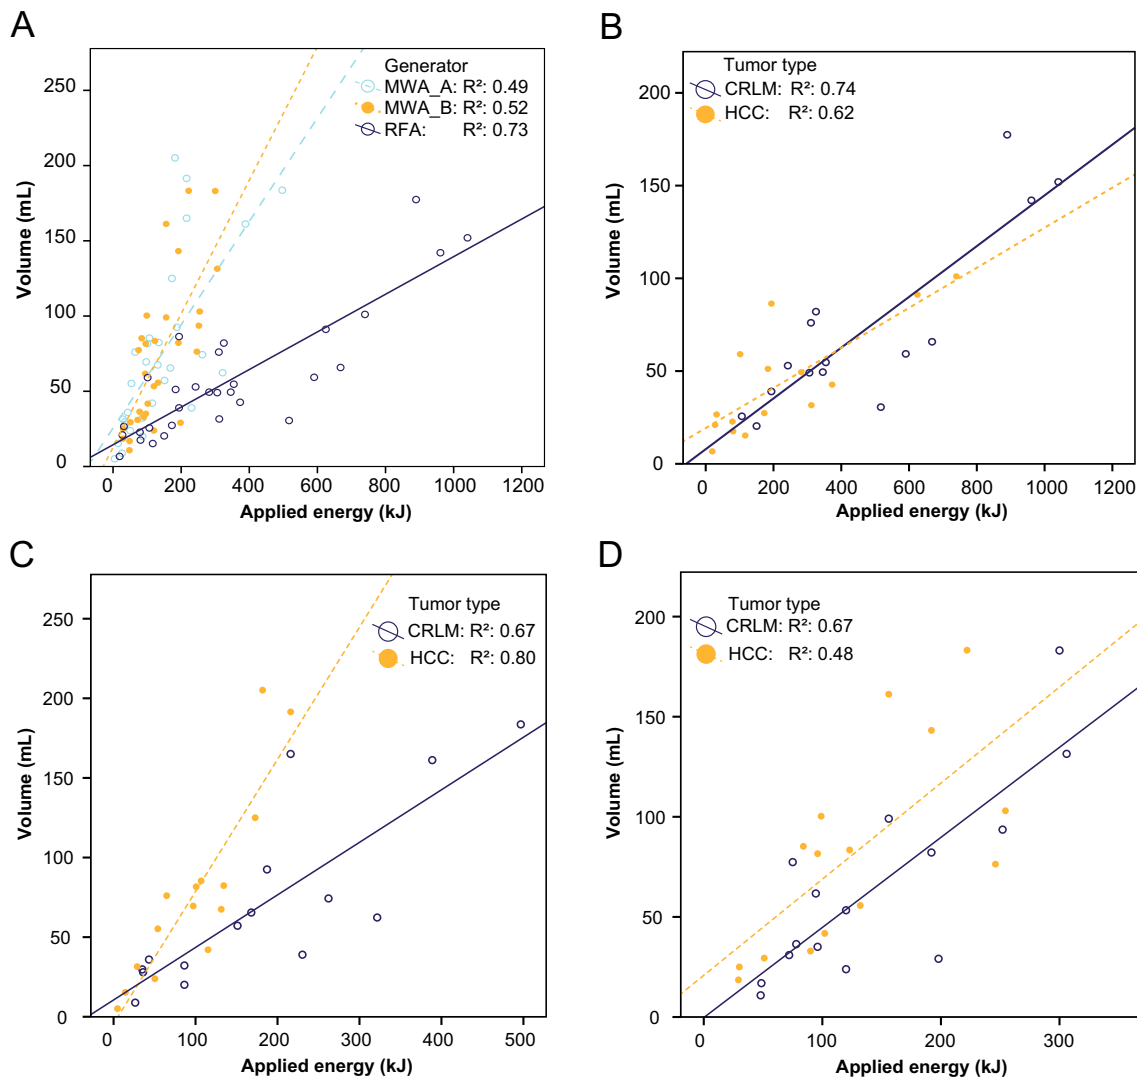 A
Generator
MWA_A: R²: 0.49
MWA_B: R²: 0.52
RFA: R²: 0.73
Volume (mL)
250
200
150
100
50
0
0 200 400 600 800 1000 1200
Applied energy (kJ)
B
Tumor type
CRLM: R²: 0.74
HCC: R²: 0.62
Volume (mL)
200
150
100
50
0
0 200 400 600 800 1000 1200
Applied energy (kJ)
C
Tumor type
CRLM: R²: 0.67
HCC: R²: 0.80
Volume (mL)
250
200
150
100
50
0
0 100 200 300 400 500
Applied energy (kJ)
D
Tumor type
CRLM: R²: 0.67
HCC: R²: 0.48
Volume (mL)
200
150
100
50
0
0 100 200 300
Applied energy (kJ)